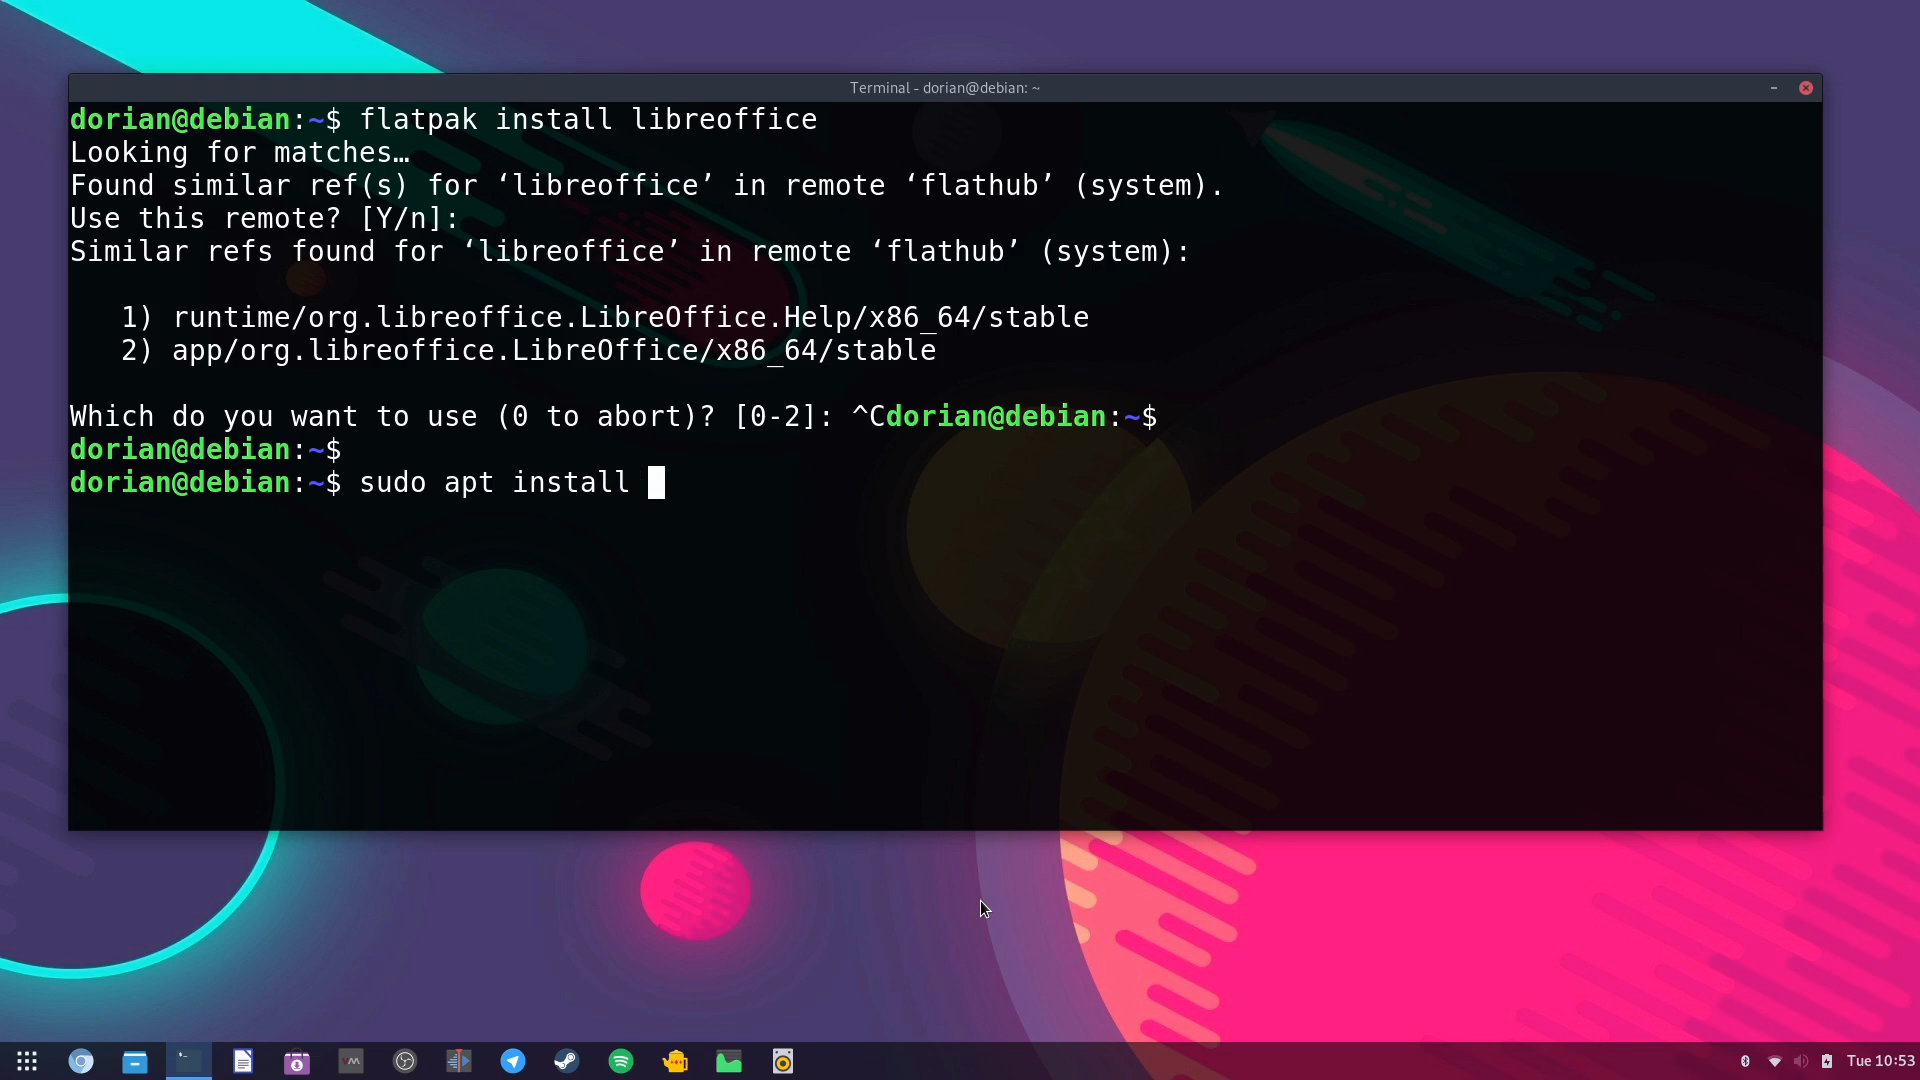 Terminal - dorian@debian: ~
dorian@debian:~$ flatpak install libreoffice
Looking for matches…
Found similar ref(s) for ‘libreoffice’ in remote ‘flathub’ (system).
Use this remote? [Y/n]:
Similar refs found for ‘libreoffice’ in remote ‘flathub’ (system):
1) runtime/org.libreoffice.LibreOffice.Help/x86_64/stable
2) app/org.libreoffice.LibreOffice/x86_64/stable
Which do you want to use (0 to abort)? [0-2]: ^Cdorian@debian:~$
dorian@debian:~$
dorian@debian:~$ sudo apt install
Tue 10:53